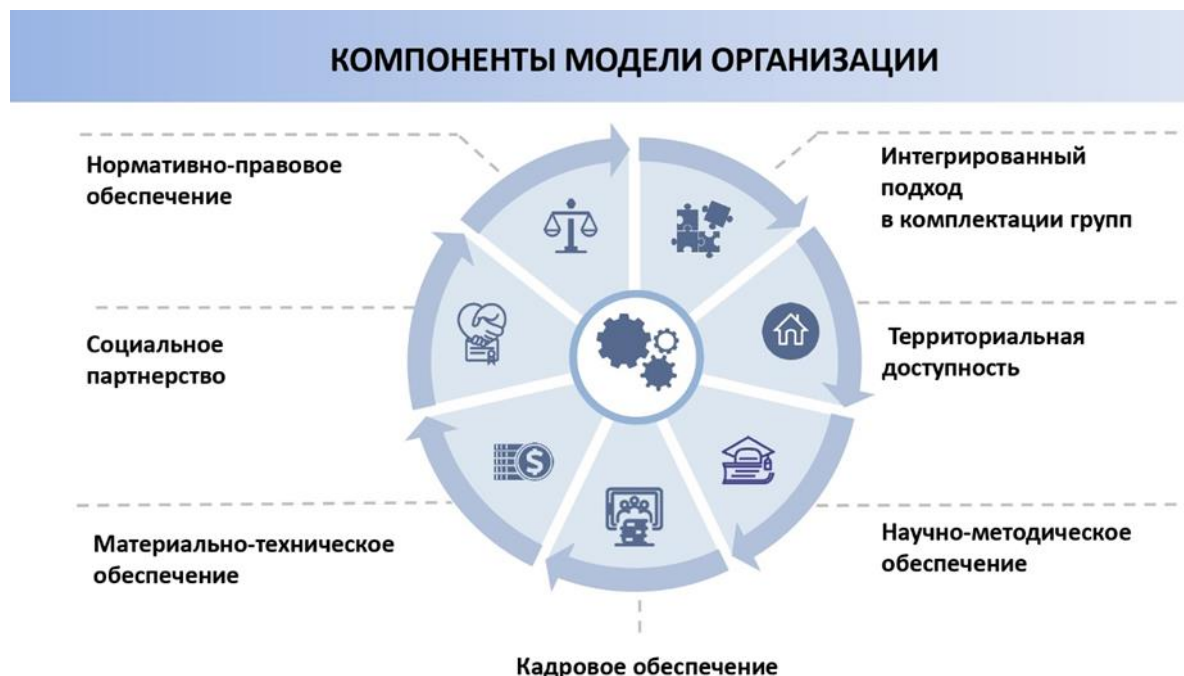 КОМПОНЕНТЫ МОДЕЛИ ОРГАНИЗАЦИИ
Нормативно-правовое
обеспечение
Интегрированный
подход
в комплектации групп
Социальное
партнерство
Территориальная
доступность
Материально-техническое
обеспечение
Научно-методическое
обеспечение
Кадровое обеспечение